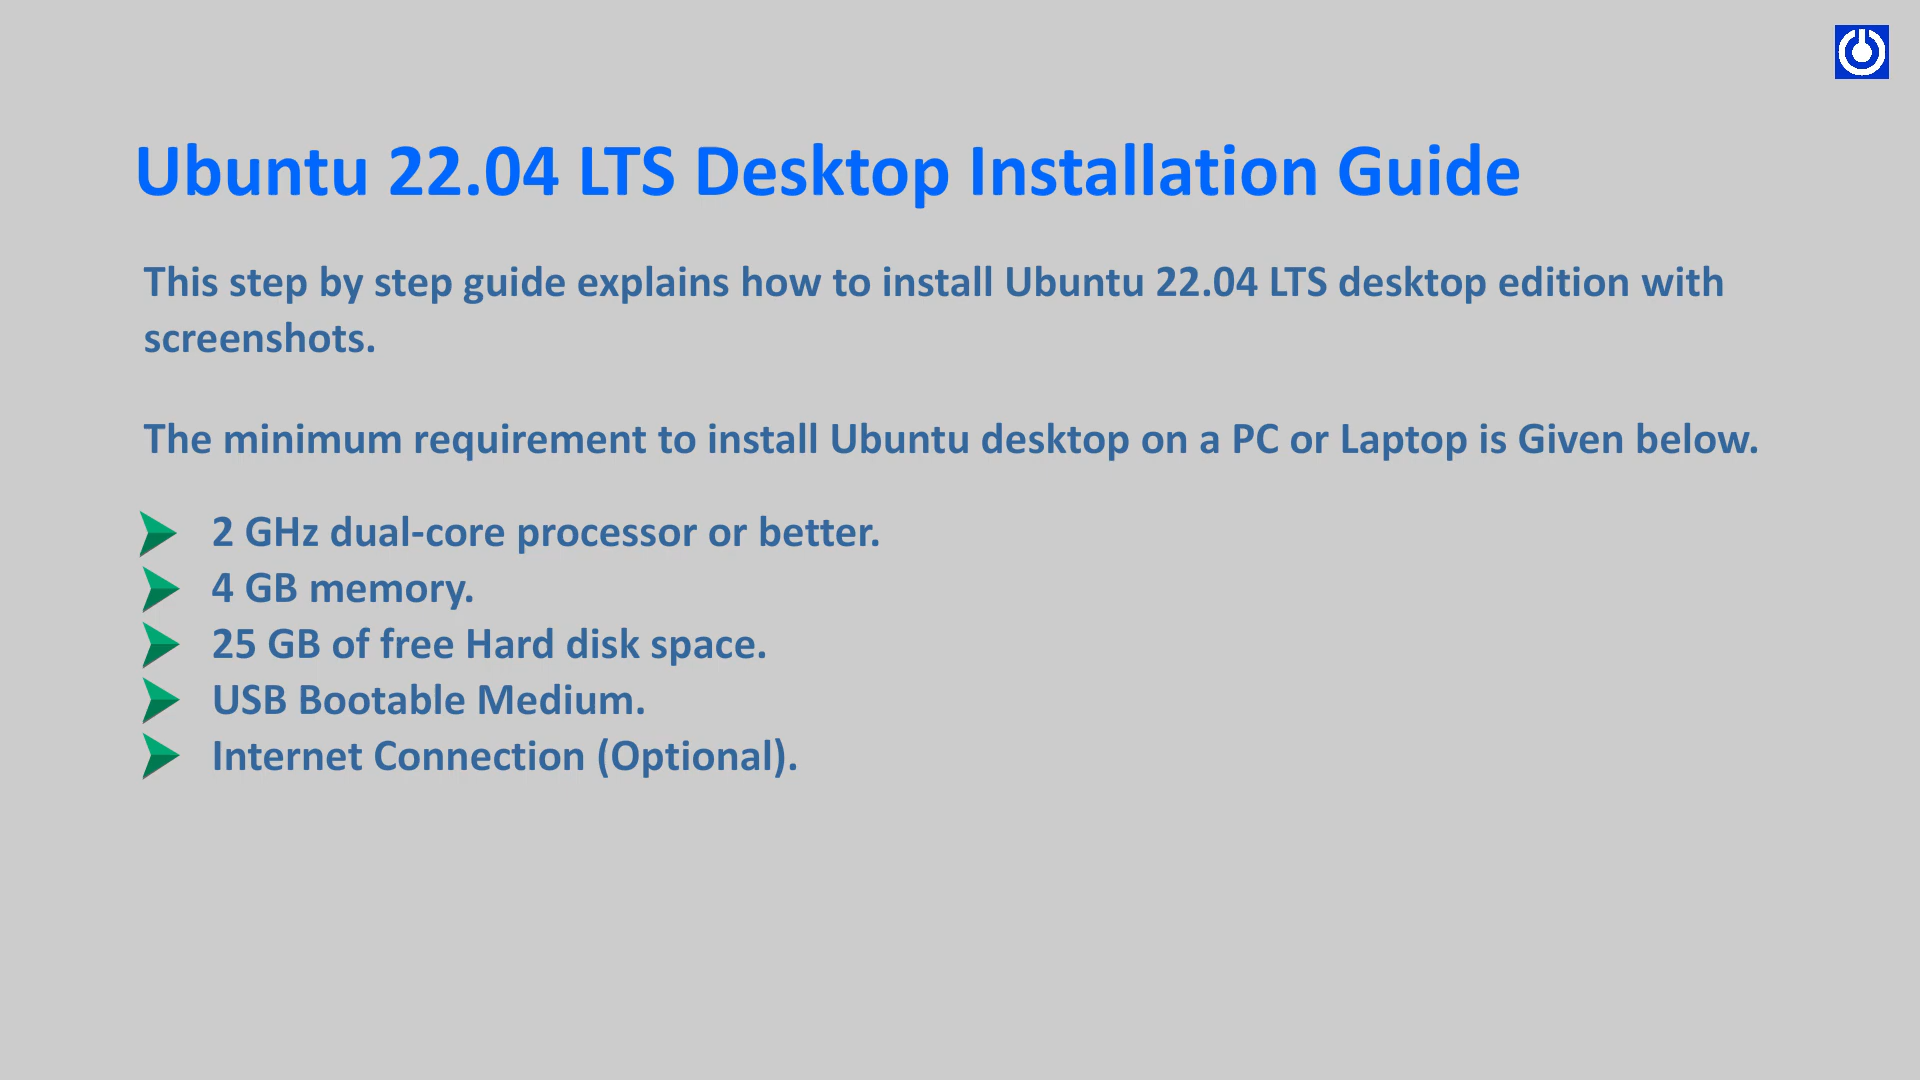 Ubuntu 22.04 LTS Desktop Installation Guide
This step by step guide explains how to install Ubuntu 22.04 LTS desktop edition with
screenshots.
The minimum requirement to install Ubuntu desktop on a PC or Laptop is Given below.
2 GHz dual-core processor or better.
4 GB memory.
25 GB of free Hard disk space.
USB Bootable Medium.
Internet Connection (Optional).